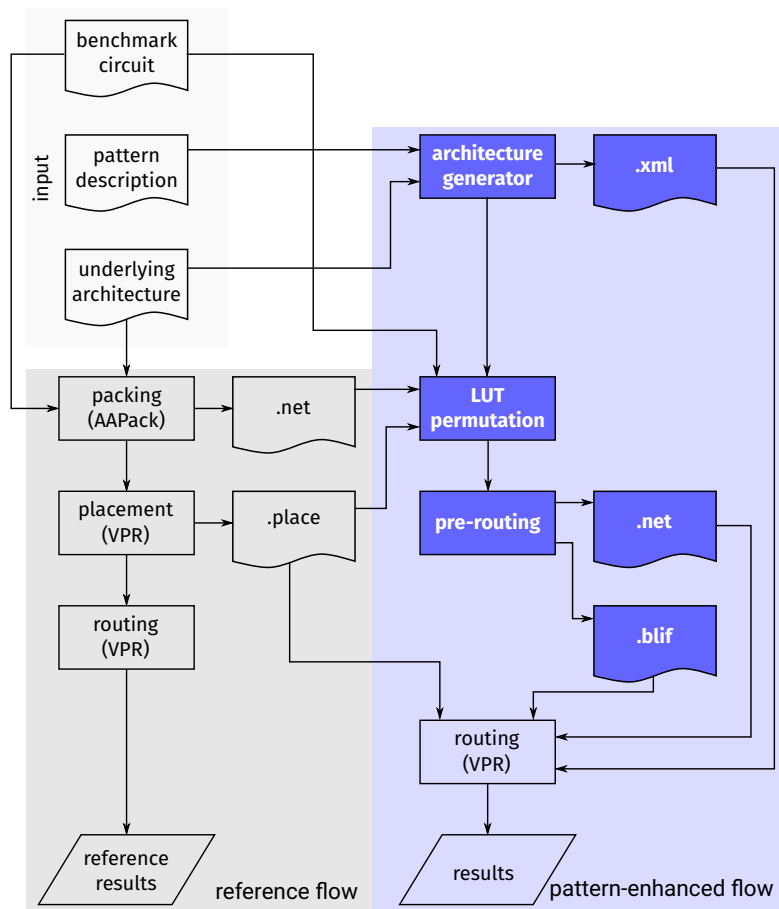 benchmark
circuit
input
pattern
description
architecture
generator
.xml
underlying
architecture
packing
(AAPack)
.net
LUT
permutation
placement
(VPR)
.place
pre-routing
.net
routing
(VPR)
.blif
routing
(VPR)
reference
results
reference flow
results
pattern-enhanced flow